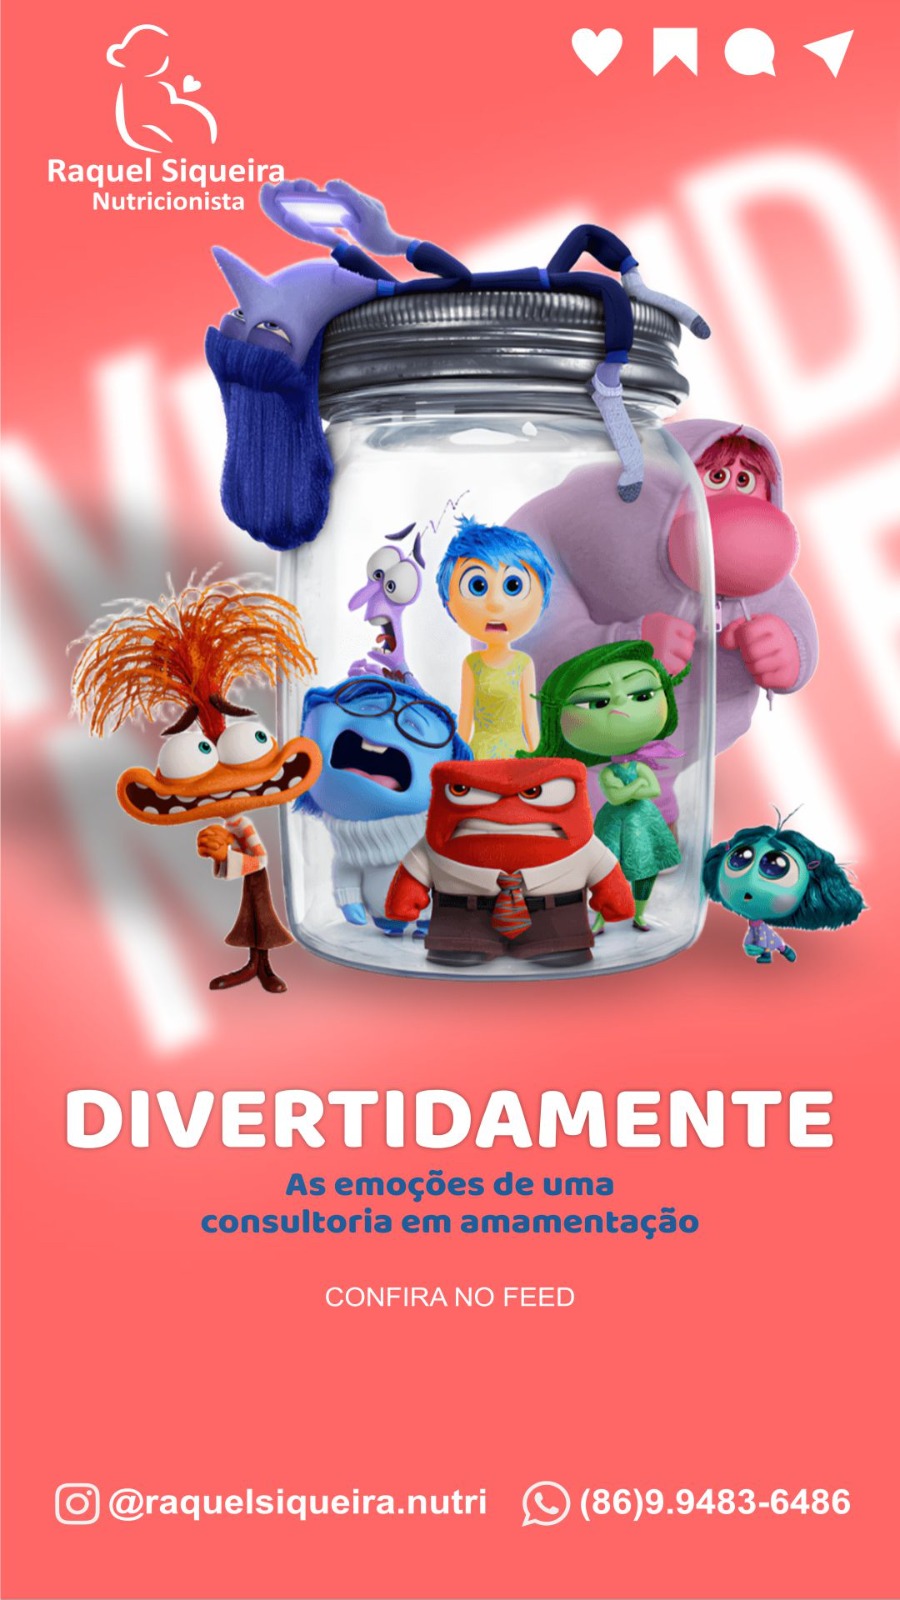 Raquel Siqueira
Nutricionista
DIVERTIDAMENTE
As emoções de uma
consultoria em amamentação
CONFIRA NO FEED
@raquelsiqueira.nutri
(86)9.9483-6486